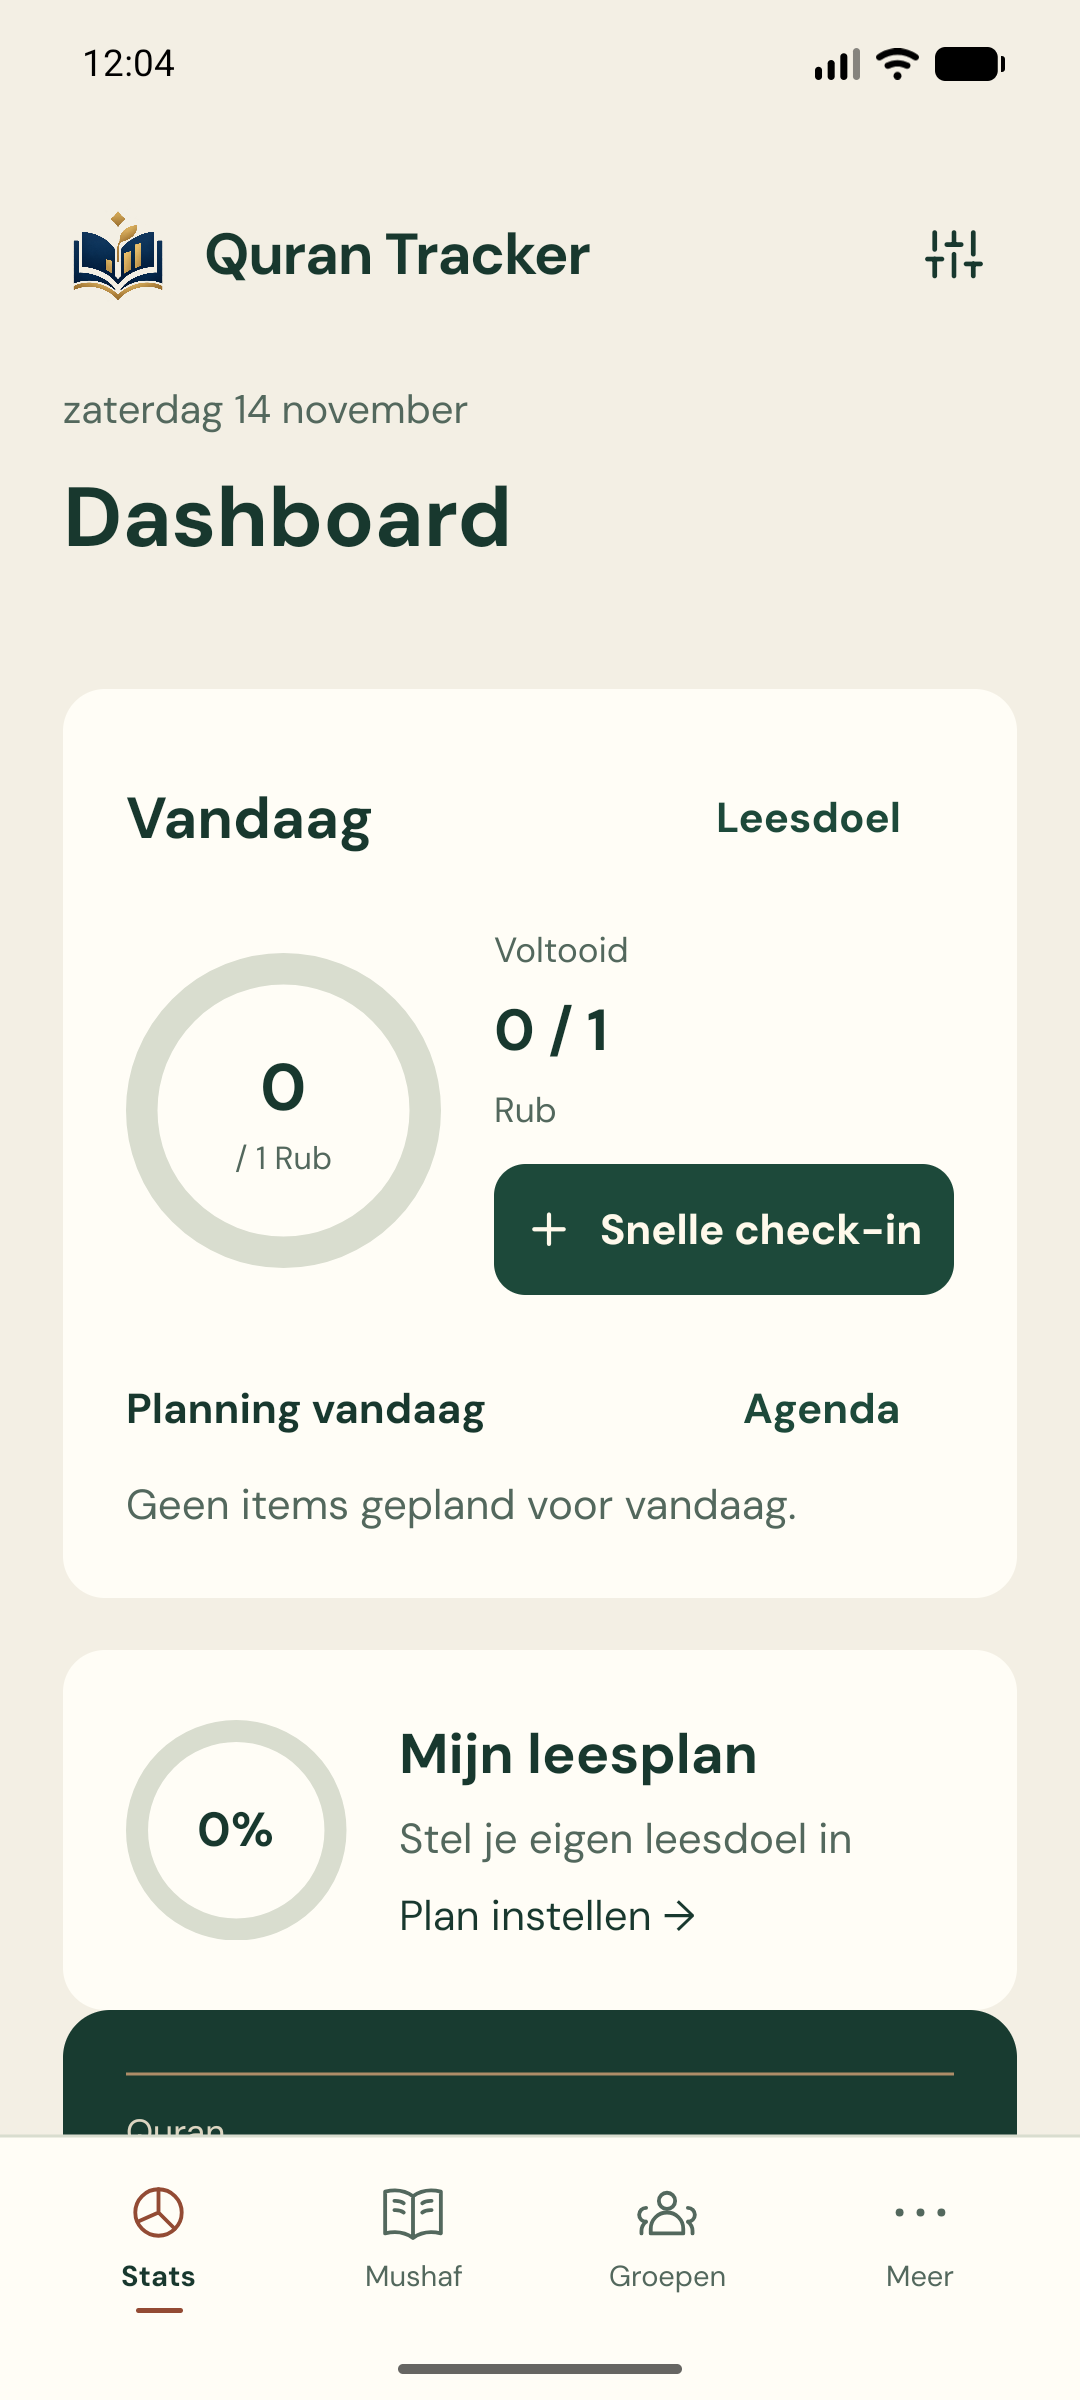 12:04
Quran Tracker
zaterdag 14 november
Dashboard
Vandaag
Leesdoel
0
/ 1 Rub
Voltooid
0 / 1
Rub
Snelle check-in
Planning vandaag
Agenda
Geen items gepland voor vandaag.
0%
Mijn leesplan
Stel je eigen leesdoel in
Plan instellen →
Quran
Stats
Mushaf
Groepen
Meer